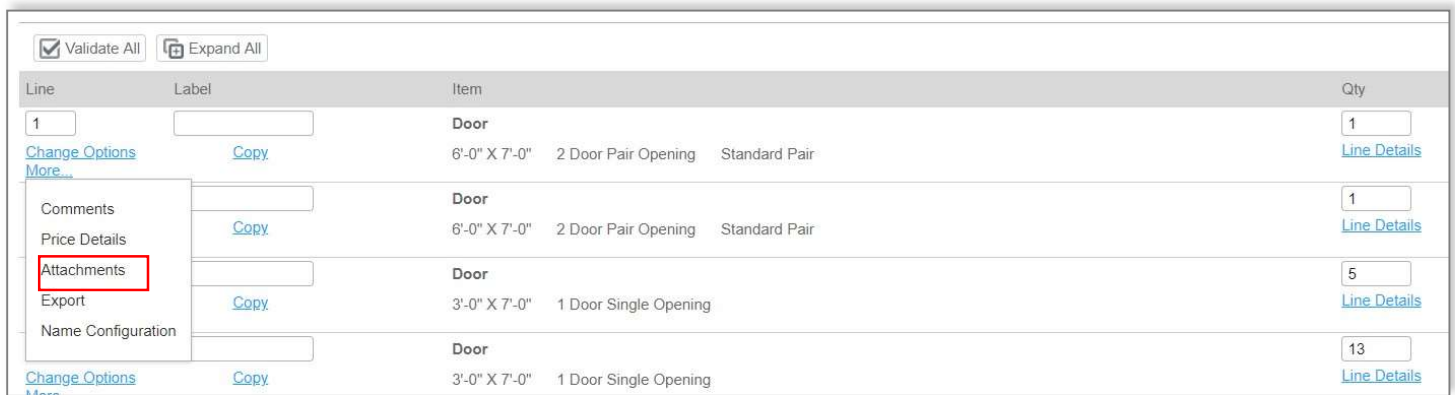 Validate All Expand All
Line Label Item Qty
1 Door 1
Change Options Copy 6'-0" X 7'-0" 2 Door Pair Opening Standard Pair Line Details
More...
Door 1
Comments
Copy 6'-0" X 7'-0" 2 Door Pair Opening Standard Pair Line Details
Price Details
Attachments Door 5
Export Copy 3'-0" X 7'-0" 1 Door Single Opening Line Details
Name Configuration
Door 13
Change Options Copy 3'-0" X 7'-0" 1 Door Single Opening Line Details